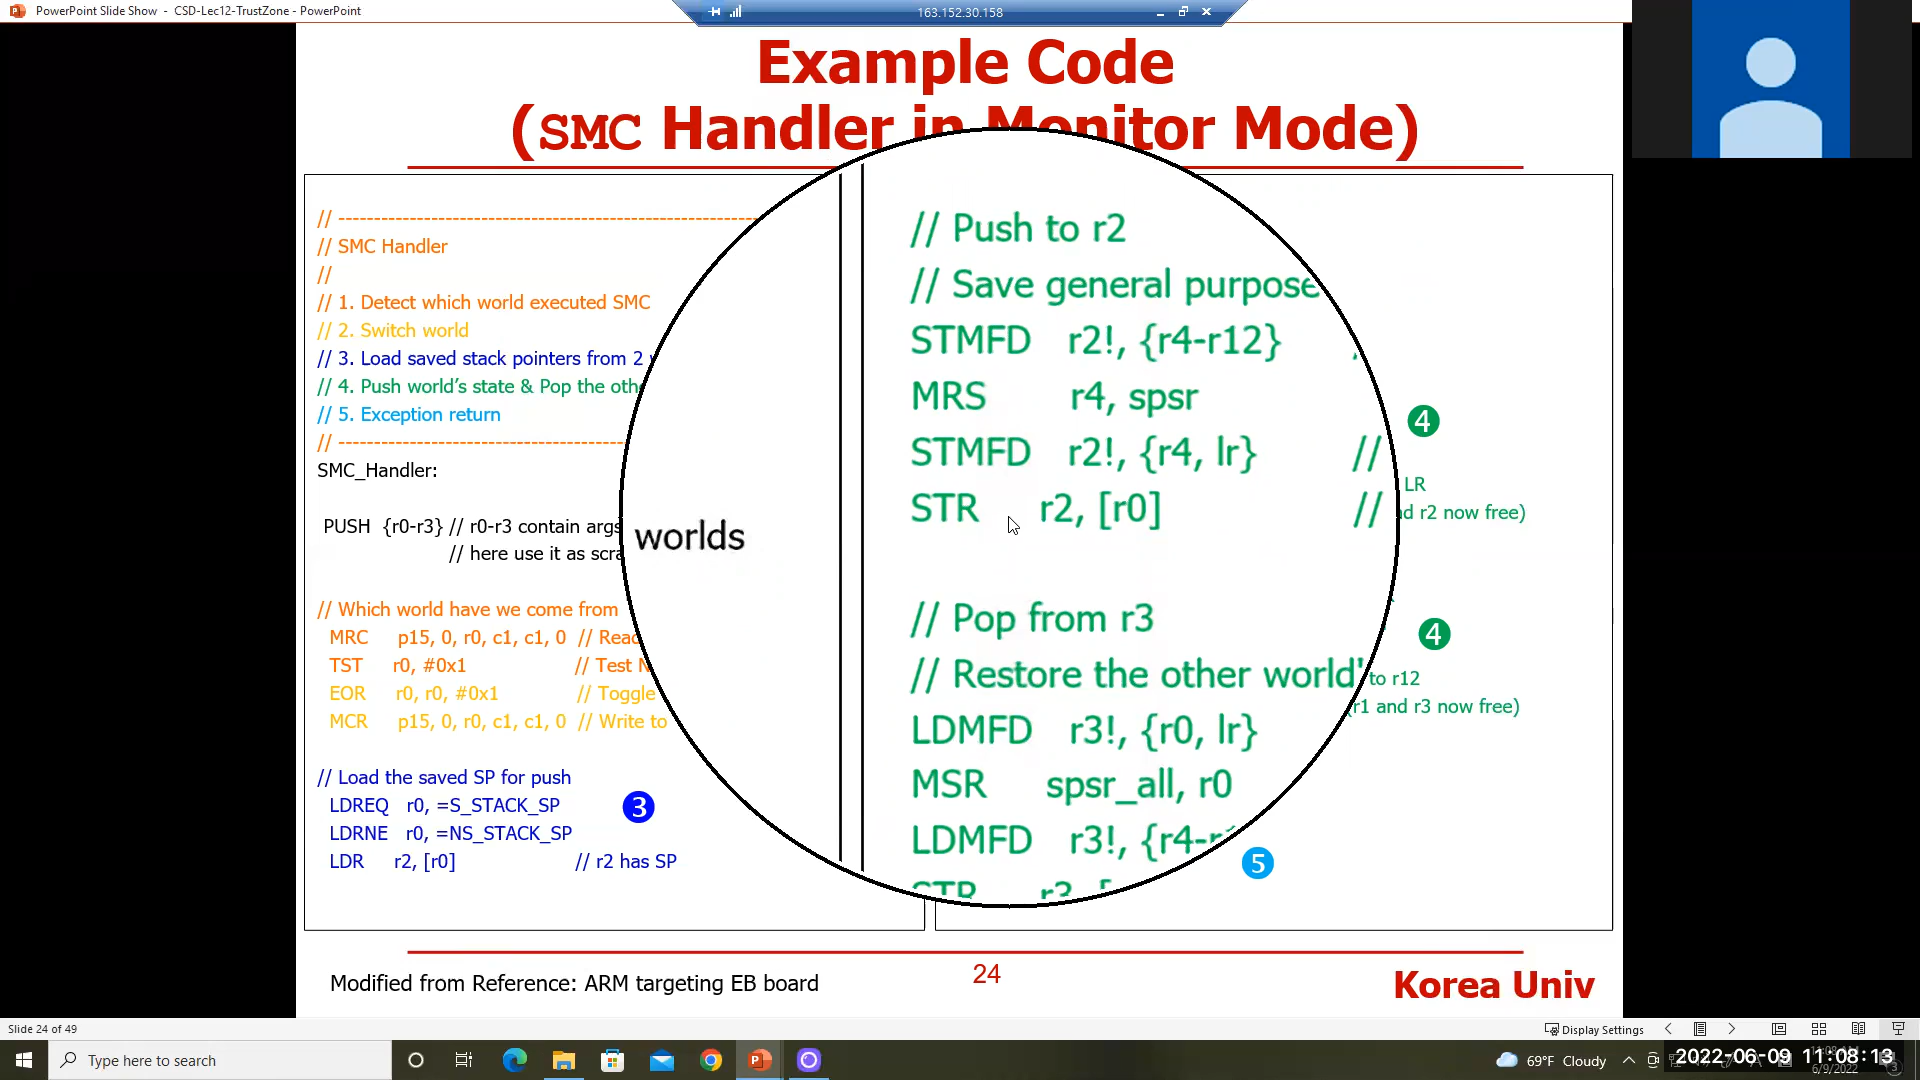 PowerPoint Slide Show - CSD-Lec12-TrustZone - PowerPoint
163.152.30.158
Example Code
(SMC Handler in Monitor Mode)
// ------------------------------------------------------------
// SMC Handler
//
// 1. Detect which world executed SMC
// 2. Switch world
// 3. Load saved stack pointers from 2
// 4. Push world's state & Pop the
// 5. Exception return
// ----------------------------------------
SMC_Handler:
PUSH {r0-r3} // r0-r3 contain args
// here use it as
// Which world have we come from
MRC p15, 0, r0, c1, c1, 0 // Read
TST r0, #0x1 // Test
EOR r0, r0, #0x1 // Toggle
MCR p15, 0, r0, c1, c1, 0 // Write to
// Load the saved SP for push
LDREQ r0, =S_STACK_SP
LDRNE r0, =NS_STACK_SP
LDR r2, [r0] // r2 has SP
3
worlds
// Push to r2
// Save general purpose
STMFD r2!, {r4-r12}
MRS r4, spsr
STMFD r2!, {r4, lr} //
STR r2, [r0] //
4
LR
r2 now free)
// Pop from r3
// Restore the other world'
LDMFD r3!, {r0, lr}
MSR spsr_all, r0
LDMFD r3!, {r4-
STR r3,
4
to r12
(r1 and r3 now free)
5
Modified from Reference: ARM targeting EB board
24
Korea Univ
Slide 24 of 49
Display Settings
Type here to search
69°F Cloudy
2022-06-09 11:08:13
6/9/2022